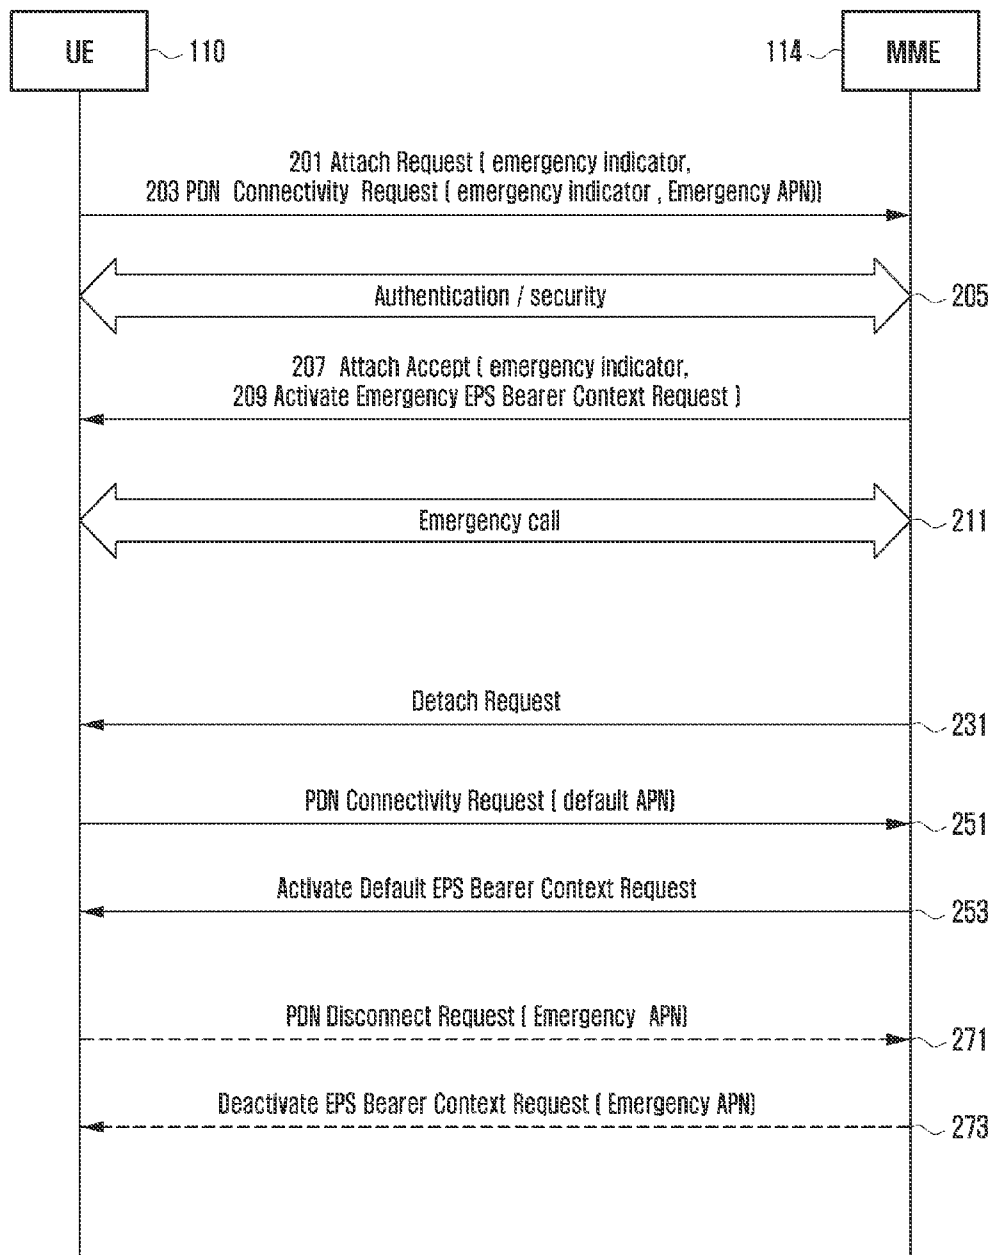 UE 110 114 MME
201 Attach Request ( emergency indicator,
203 PDN Connectivity Request ( emergency indicator , Emergency APN))
Authentication / security 205
207 Attach Accept ( emergency indicator,
209 Activate Emergency EPS Bearer Context Request )
Emergency call 211
Detach Request
231
PDN Connectivity Request ( default APN)
251
Activate Default EPS Bearer Context Request
253
PDN Disconnect Request ( Emergency APN)
271
Deactivate EPS Bearer Context Request ( Emergency APN)
273